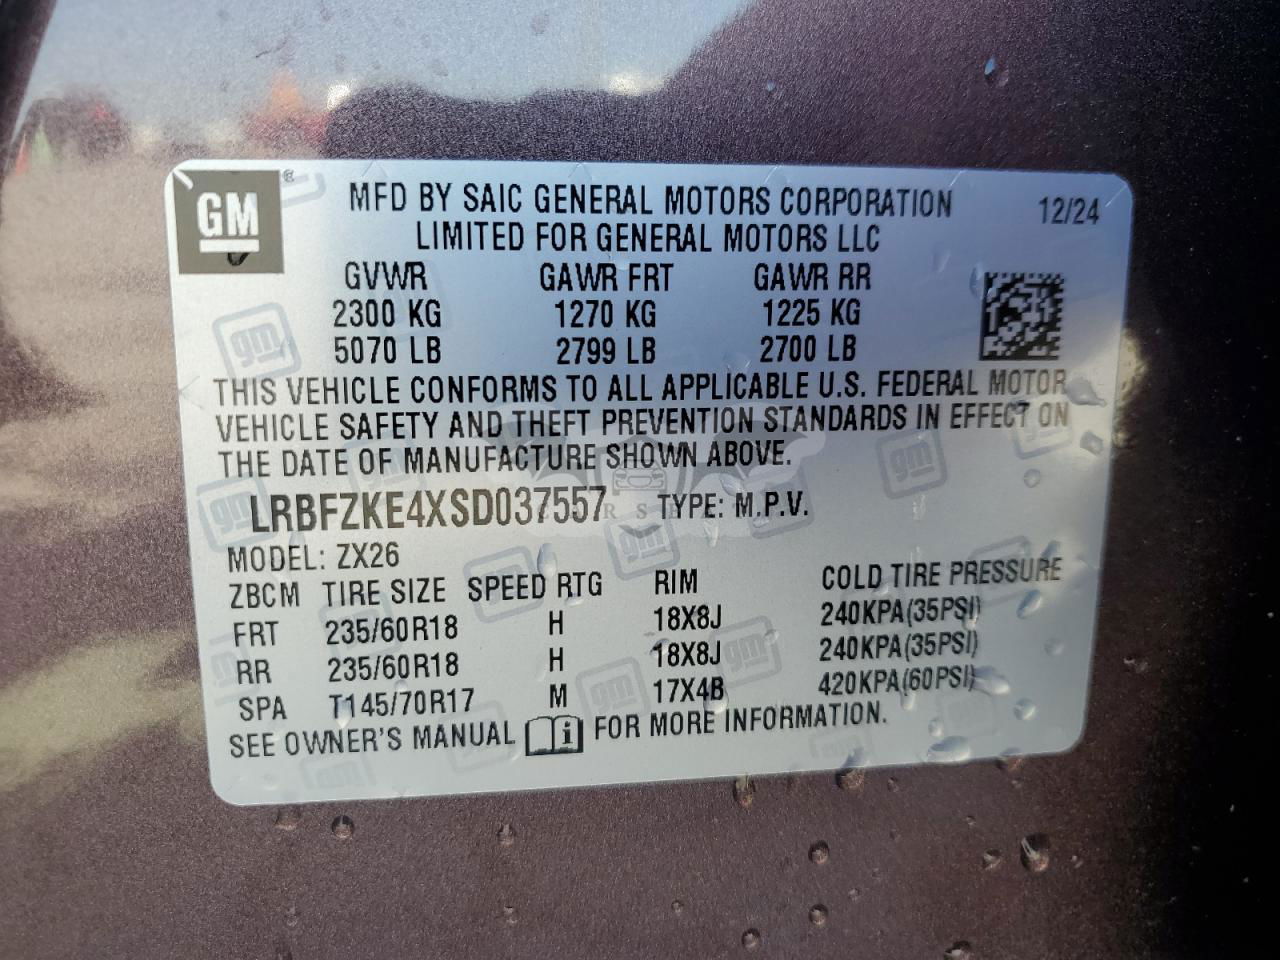 GM ®
MFD BY SAIC GENERAL MOTORS CORPORATION 12/24
LIMITED FOR GENERAL MOTORS LLC
GVWR GAWR FRT GAWR RR
2300 KG 1270 KG 1225 KG
5070 LB 2799 LB 2700 LB
THIS VEHICLE CONFORMS TO ALL APPLICABLE U.S. FEDERAL MOTOR
VEHICLE SAFETY AND THEFT PREVENTION STANDARDS IN EFFECT ON
THE DATE OF MANUFACTURE SHOWN ABOVE.
LRBFZKE4XSD037557 TYPE: M.P.V.
MODEL: ZX26
ZBCM TIRE SIZE SPEED RTG RIM COLD TIRE PRESSURE
FRT 235/60R18 H 18X8J 240KPA(35PSI)
RR 235/60R18 H 18X8J 240KPA(35PSI)
SPA T145/70R17 M 17X4B 420KPA(60PSI)
SEE OWNER'S MANUAL i FOR MORE INFORMATION.